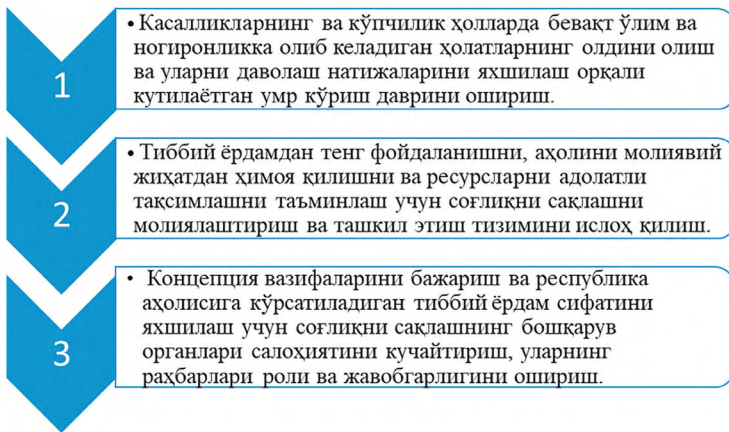 1
• Касалликларнинг ва кўпчилик ҳолларда бевақт ўлим ва
ногиронликка олиб келадиган ҳолатларнинг олдини олиш
ва уларни даволаш натижаларини яхшилаш орқали
кутилаётган умр кўриш даврини ошириш.
2
• Тиббий ёрдамдан тенг фойдаланишни, аҳолини молиявий
жиҳатдан ҳимоя қилишни ва ресурсларни адолатли
тақсимлашни таъминлаш учун соғлиқни сақлашни
молиялаштириш ва ташкил этиш тизимини ислоҳ қилиш.
3
• Концепция вазифаларини бажариш ва республика
аҳолисига кўрсатиладиган тиббий ёрдам сифатини
яхшилаш учун соғлиқни сақлашнинг бошқарув
органлари салоҳиятини кучайтириш, уларнинг
раҳбарлари роли ва жавобгарлигини ошириш.